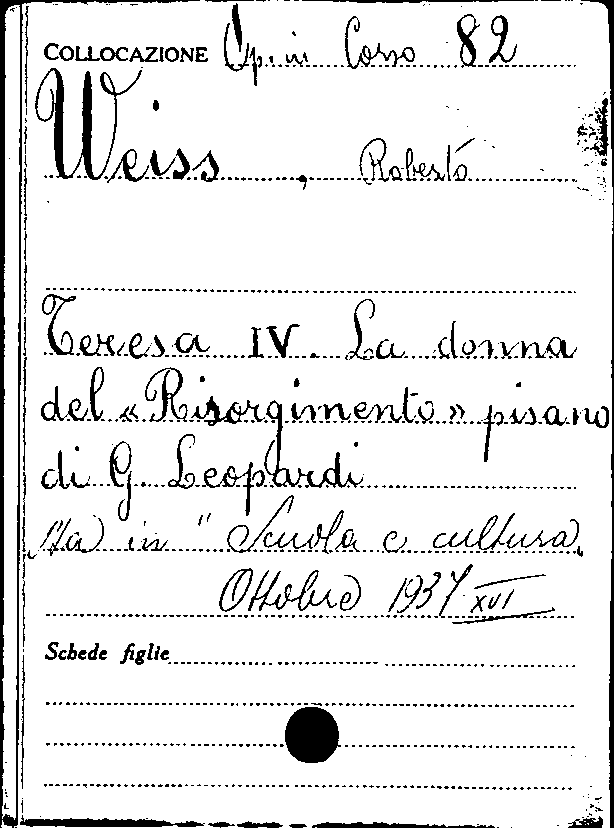 COLLOCAZIONE Op. in Corso 82
Weiss, Roberto
Teresa IV. La donna
del «Risorgimento» pisano
di G. Leopardi
Sta in "Scuola e cultura"
Ottobre 1937 XVI
Schede figlie